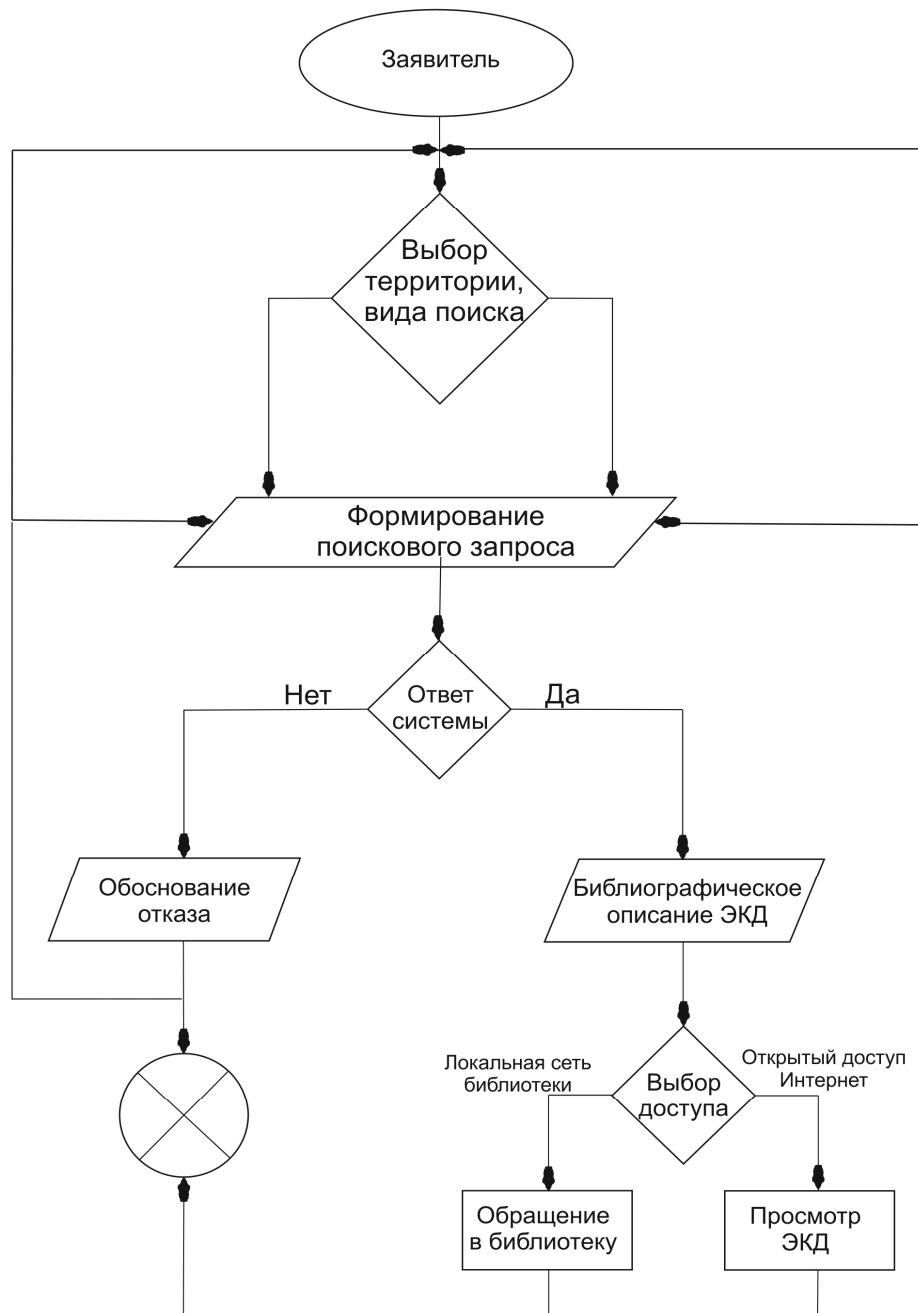 Заявитель
Выбор
территории,
вида поиска
Формирование
поискового запроса
Нет
Ответ
системы
Да
Обоснование
отказа
Библиографическое
описание ЭКД
Локальная сеть
библиотеки
Выбор
доступа
Открытый доступ
Интернет
Обращение
в библиотеку
Просмотр
ЭКД